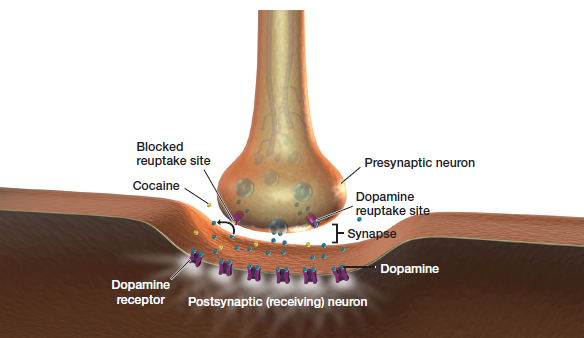 Blocked
reuptake site
Presynaptic neuron
Cocaine
Dopamine
reuptake site
Synapse
Dopamine
Dopamine
receptor
Postsynaptic (receiving) neuron